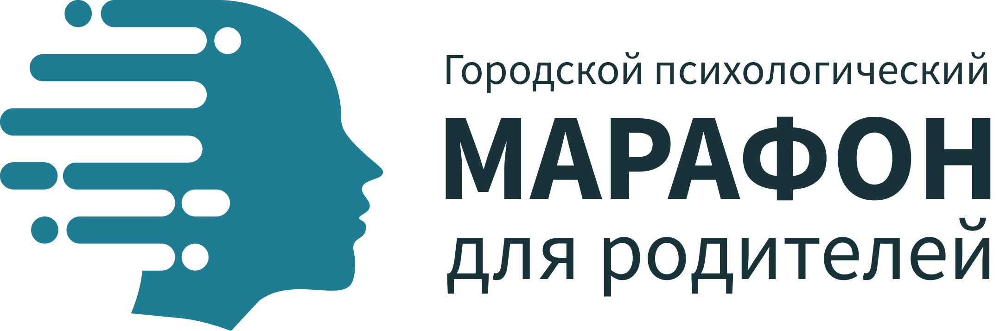 Городской психологический
МАРАФОН
для родителей